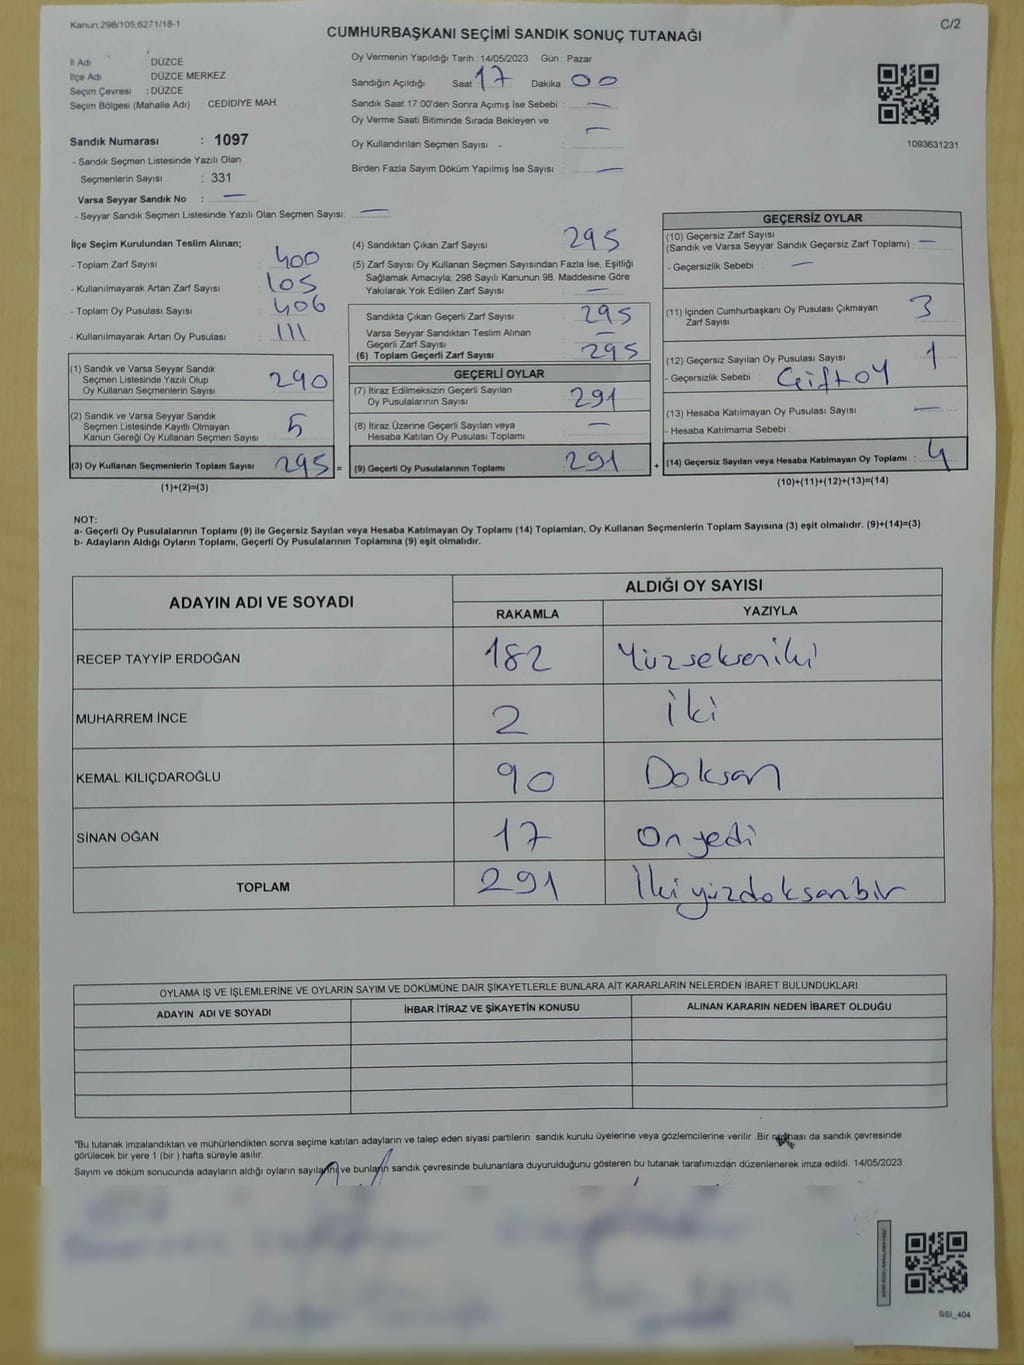 Kanun:298/105,6271/18-1
C/2
CUMHURBAŞKANI SEÇİMİ SANDIK SONUÇ TUTANAĞI
İl Adı : DÜZCE
İlçe Adı : DÜZCE MERKEZ
Seçim Çevresi : DÜZCE
Seçim Bölgesi (Mahalle Adı) CEDİDİYE MAH.
Sandık Numarası : 1097
- Sandık Seçmen Listesinde Yazılı Olan
Seçmenlerin Sayısı : 331
Varsa Seyyar Sandık No : —
- Seyyar Sandık Seçmen Listesinde Yazılı Olan Seçmen Sayısı: —
Oy Vermenin Yapıldığı Tarih :14/05/2023 Gün : Pazar
Sandığın Açıldığı Saat 17 Dakika 00
Sandık Saat 17.00'den Sonra Açmış İse Sebebi : —
Oy Verme Saati Bitiminde Sırada Bekleyen ve
Oy Kullandırılan Seçmen Sayısı : —
Birden Fazla Sayım Döküm Yapılmış İse Sayısı : —
1093631231
İlçe Seçim Kurulundan Teslim Alınan;
- Toplam Zarf Sayısı : 400
- Kullanılmayarak Artan Zarf Sayısı : 105
- Toplam Oy Pusulası Sayısı : 406
- Kullanılmayarak Artan Oy Pusulası : 111
(1) Sandık ve Varsa Seyyar Sandık
Seçmen Listesinde Yazılı Olup
Oy Kullanan Seçmenlerin Sayısı 290
(2) Sandık ve Varsa Seyyar Sandık
Seçmen Listesinde Kayıtlı Olmayan
Kanun Gereği Oy Kullanan Seçmen Sayısı 5
(3) Oy Kullanan Seçmenlerin Toplam Sayısı 295 =
(1)+(2)=(3)
(4) Sandıktan Çıkan Zarf Sayısı 295
(5) Zarf Sayısı Oy Kullanan Seçmen Sayısından Fazla İse, Eşitliği
Sağlamak Amacıyla; 298 Sayılı Kanunun 98. Maddesine Göre
Yakılarak Yok Edilen Zarf Sayısı : —
Sandıkta Çıkan Geçerli Zarf Sayısı : 295
Varsa Seyyar Sandıktan Teslim Alınan
Geçerli Zarf Sayısı : —
(6) Toplam Geçerli Zarf Sayısı : 295
GEÇERLİ OYLAR
(7) İtiraz Edilmeksizin Geçerli Sayılan
Oy Pusulalarının Sayısı 291
(8) İtiraz Üzerine Geçerli Sayılan veya
Hesaba Katılan Oy Pusulası Toplamı —
(9) Geçerli Oy Pusulalarının Toplamı 291 +
GEÇERSİZ OYLAR
(10) Geçersiz Zarf Sayısı
(Sandık ve Varsa Seyyar Sandık Geçersiz Zarf Toplamı) : —
- Geçersizlik Sebebi : —
(11) İçinden Cumhurbaşkanı Oy Pusulası Çıkmayan
Zarf Sayısı 3
(12) Geçersiz Sayılan Oy Pusulası Sayısı 1
- Geçersizlik Sebebi : Çift OY
(13) Hesaba Katılmayan Oy Pusulası Sayısı —
- Hesaba Katılmama Sebebi
(14) Geçersiz Sayılan veya Hesaba Katılmayan Oy Toplamı : 4
(10)+(11)+(12)+(13)=(14)
NOT:
a- Geçerli Oy Pusulalarının Toplamı (9) ile Geçersiz Sayılan veya Hesaba Katılmayan Oy Toplamı (14) Toplamları, Oy Kullanan Seçmenlerin Toplam Sayısına (3) eşit olmalıdır. (9)+(14)=(3)
b- Adayların Aldığı Oyların Toplamı, Geçerli Oy Pusulalarının Toplamına (9) eşit olmalıdır.
ADAYIN ADI VE SOYADI
ALDIĞI OY SAYISI
RAKAMLA YAZIYLA
RECEP TAYYİP ERDOĞAN 182 Yüzsekseniki
MUHARREM İNCE 2 İki
KEMAL KILIÇDAROĞLU 90 Doksan
SİNAN OĞAN 17 On yedi
TOPLAM 291 İki yüzdoksanbir
OYLAMA İŞ VE İŞLEMLERİNE VE OYLARIN SAYIM VE DÖKÜMÜNE DAİR ŞİKAYETLERLE BUNLARA AİT KARARLARIN NELERDEN İBARET BULUNDUKLARI
ADAYIN ADI VE SOYADI İHBAR İTİRAZ VE ŞİKAYETİN KONUSU ALINAN KARARIN NEDEN İBARET OLDUĞU
*Bu tutanak imzalandıktan ve mühürlendikten sonra seçime katılan adayların ve talep eden siyasi partilerin sandık kurulu üyelerine veya gözlemcilerine verilir. Bir nüshası da sandık çevresinde
görülecek bir yere 1 (bir ) hafta süreyle asılır.
Sayım ve döküm sonucunda adayların aldığı oyların sayılarını ve bunların sandık çevresinde bulunanlara duyurulduğunu gösteren bu tutanak tarafımızdan düzenlenerek imza edildi. 14/05/2023
SSI_404